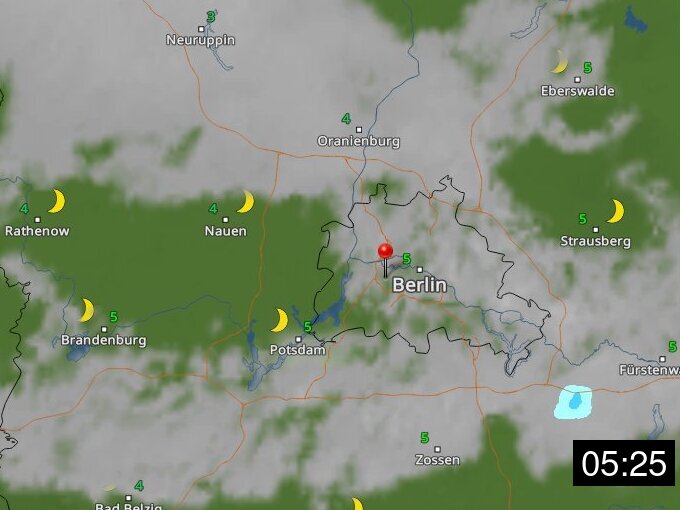 3
Neuruppin
5
Eberswalde
4
Oranienburg
4
Rathenow
4
Nauen
5
Strausberg
5
Berlin
5
Brandenburg
5
Potsdam
5
Fürstenwa
5
Zossen
05:25
4
Bad Belzig